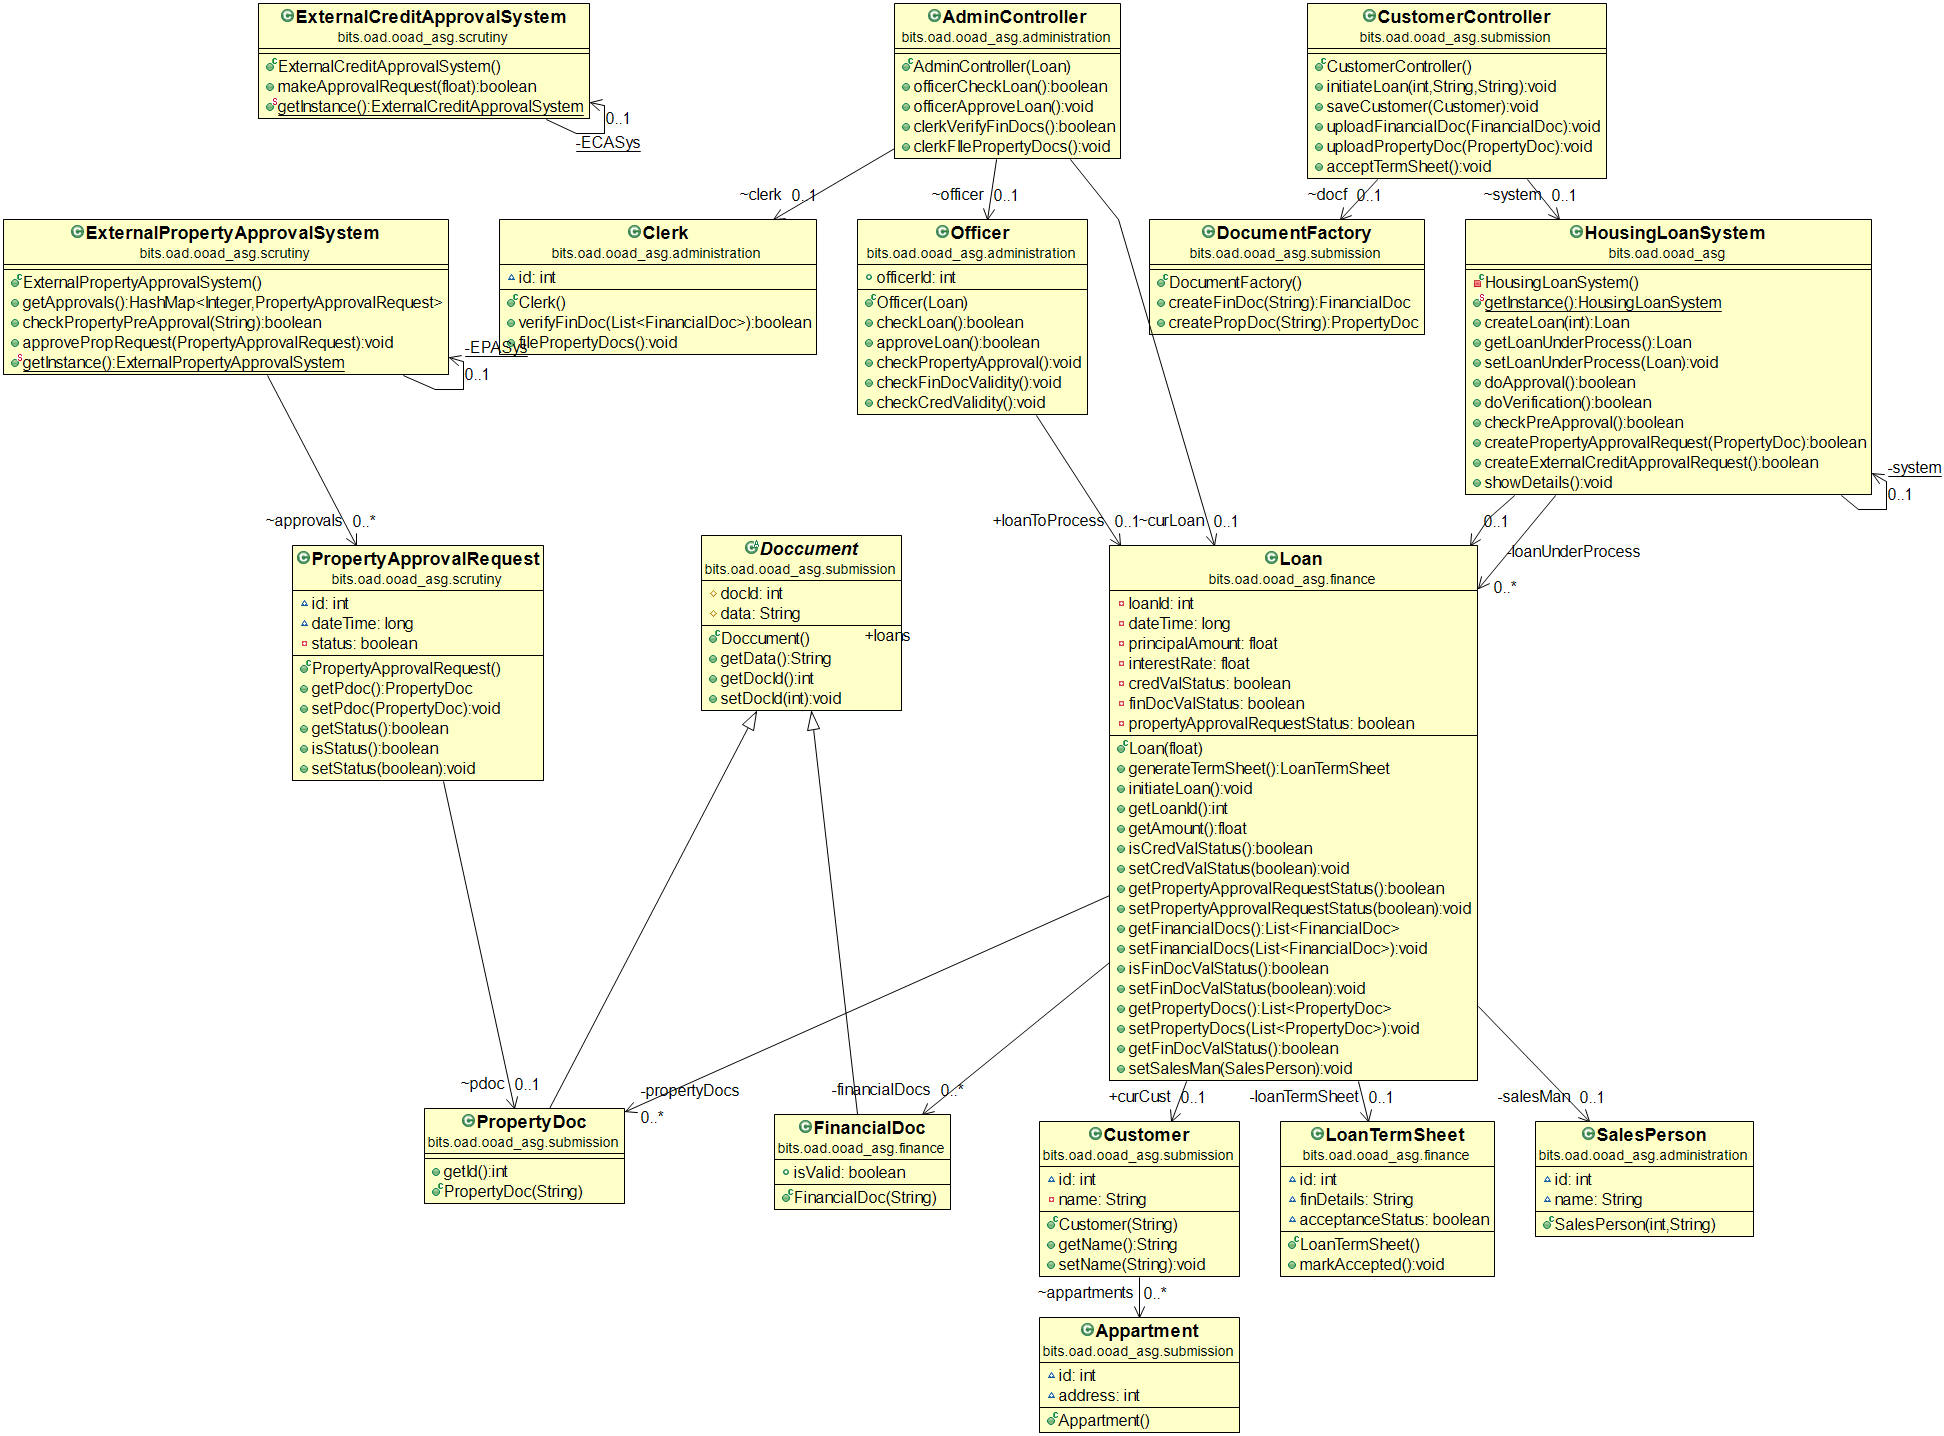 ExternalCreditApprovalSystem
bits.oad.ooad_asg.scrutiny
ExternalCreditApprovalSystem()
makeApprovalRequest(float):boolean
getInstance():ExternalCreditApprovalSystem
0..1
-ECASys
AdminController
bits.oad.ooad_asg.administration
AdminController(Loan)
officerCheckLoan():boolean
officerApproveLoan():void
clerkVerifyFinDocs():boolean
clerkFIlePropertyDocs():void
CustomerController
bits.oad.ooad_asg.submission
CustomerController()
initiateLoan(int,String,String):void
saveCustomer(Customer):void
uploadFinancialDoc(FinancialDoc):void
uploadPropertyDoc(PropertyDoc):void
acceptTermSheet():void
~clerk 0..1
~officer 0..1
~docf 0..1
~system 0..1
ExternalPropertyApprovalSystem
bits.oad.ooad_asg.scrutiny
ExternalPropertyApprovalSystem()
getApprovals():HashMap<Integer,PropertyApprovalRequest>
checkPropertyPreApproval(String):boolean
approvePropRequest(PropertyApprovalRequest):void
getInstance():ExternalPropertyApprovalSystem
-EPASys
0..1
Clerk
bits.oad.ooad_asg.administration
id: int
Clerk()
verifyFinDoc(List<FinancialDoc>):boolean
filePropertyDocs():void
Officer
bits.oad.ooad_asg.administration
officerId: int
Officer(Loan)
checkLoan():boolean
approveLoan():boolean
checkPropertyApproval():void
checkFinDocValidity():void
checkCredValidity():void
DocumentFactory
bits.oad.ooad_asg.submission
DocumentFactory()
createFinDoc(String):FinancialDoc
createPropDoc(String):PropertyDoc
HousingLoanSystem
bits.oad.ooad_asg
HousingLoanSystem()
getInstance():HousingLoanSystem
createLoan(int):Loan
getLoanUnderProcess():Loan
setLoanUnderProcess(Loan):void
doApproval():boolean
doVerification():boolean
checkPreApproval():boolean
createPropertyApprovalRequest(PropertyDoc):boolean
createExternalCreditApprovalRequest():boolean
showDetails():void
-system
0..1
~approvals 0..*
+loanToProcess 0..1
~curLoan 0..1
0..1
-loanUnderProcess
0..*
PropertyApprovalRequest
bits.oad.ooad_asg.scrutiny
id: int
dateTime: long
status: boolean
PropertyApprovalRequest()
getPdoc():PropertyDoc
setPdoc(PropertyDoc):void
getStatus():boolean
isStatus():boolean
setStatus(boolean):void
Doccument
bits.oad.ooad_asg.submission
docId: int
data: String
Doccument()
getData():String
getDocId():int
setDocId(int):void
+loans
Loan
bits.oad.ooad_asg.finance
loanId: int
dateTime: long
principalAmount: float
interestRate: float
credValStatus: boolean
finDocValStatus: boolean
propertyApprovalRequestStatus: boolean
Loan(float)
generateTermSheet():LoanTermSheet
initiateLoan():void
getLoanId():int
getAmount():float
isCredValStatus():boolean
setCredValStatus(boolean):void
getPropertyApprovalRequestStatus():boolean
setPropertyApprovalRequestStatus(boolean):void
getFinancialDocs():List<FinancialDoc>
setFinancialDocs(List<FinancialDoc>):void
isFinDocValStatus():boolean
setFinDocValStatus(boolean):void
getPropertyDocs():List<PropertyDoc>
setPropertyDocs(List<PropertyDoc>):void
getFinDocValStatus():boolean
setSalesMan(SalesPerson):void
~pdoc 0..1
-propertyDocs
0..*
-financialDocs 0..*
+curCust 0..1
-loanTermSheet 0..1
-salesMan 0..1
PropertyDoc
bits.oad.ooad_asg.submission
getId():int
PropertyDoc(String)
FinancialDoc
bits.oad.ooad_asg.finance
isValid: boolean
FinancialDoc(String)
Customer
bits.oad.ooad_asg.submission
id: int
name: String
Customer(String)
getName():String
setName(String):void
LoanTermSheet
bits.oad.ooad_asg.finance
id: int
finDetails: String
acceptanceStatus: boolean
LoanTermSheet()
markAccepted():void
SalesPerson
bits.oad.ooad_asg.administration
id: int
name: String
SalesPerson(int,String)
~appartments 0..*
Appartment
bits.oad.ooad_asg.submission
id: int
address: int
Appartment()